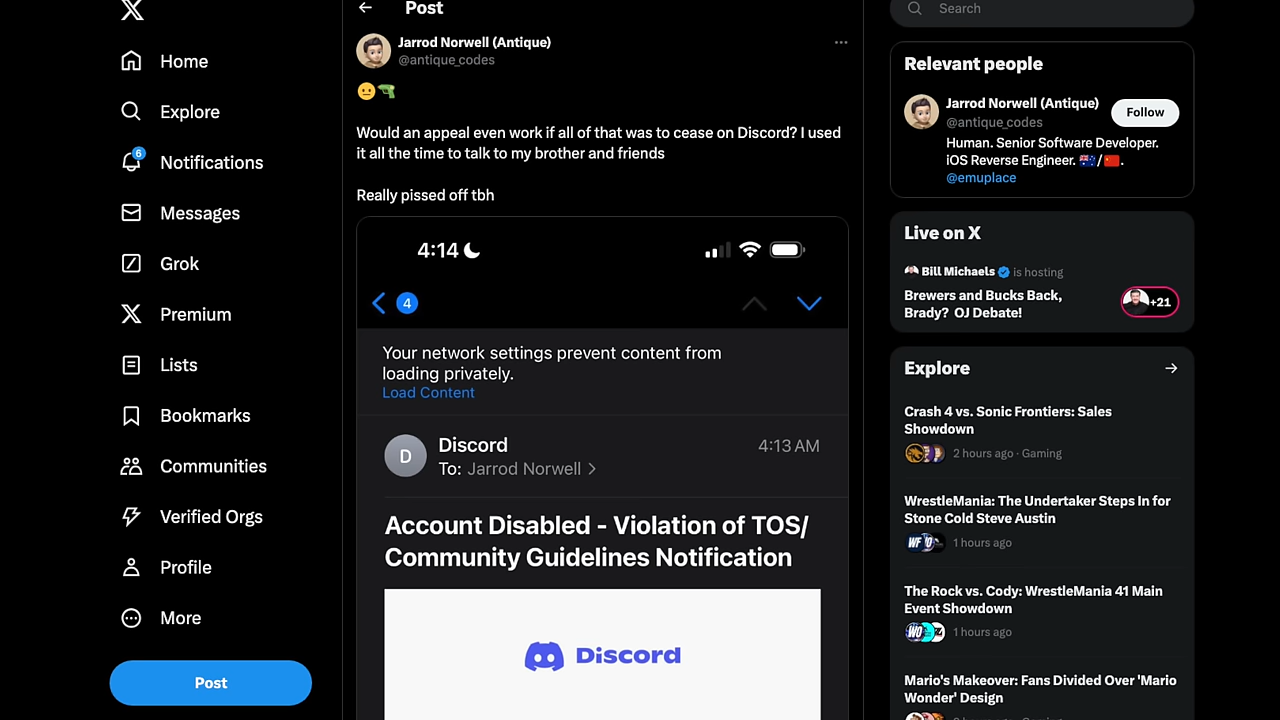 Home
Explore
6
Notifications
Messages
Grok
Premium
Lists
Bookmarks
Communities
Verified Orgs
Profile
More
Post
Post
Jarrod Norwell (Antique)
@antique_codes
Would an appeal even work if all of that was to cease on Discord? I used
it all the time to talk to my brother and friends
Really pissed off tbh
4:14
4
Your network settings prevent content from
loading privately.
Load Content
D
Discord
4:13 AM
To: Jarrod Norwell
Account Disabled - Violation of TOS/
Community Guidelines Notification
Discord
Search
Relevant people
Jarrod Norwell (Antique)
@antique_codes
Follow
Human. Senior Software Developer.
iOS Reverse Engineer. /.
@emuplace
Live on X
Bill Michaels is hosting
Brewers and Bucks Back,
Brady? OJ Debate!
+21
Explore
Crash 4 vs. Sonic Frontiers: Sales
Showdown
2 hours ago · Gaming
WrestleMania: The Undertaker Steps In for
Stone Cold Steve Austin
1 hours ago
The Rock vs. Cody: WrestleMania 41 Main
Event Showdown
1 hours ago
Mario's Makeover: Fans Divided Over 'Mario
Wonder' Design